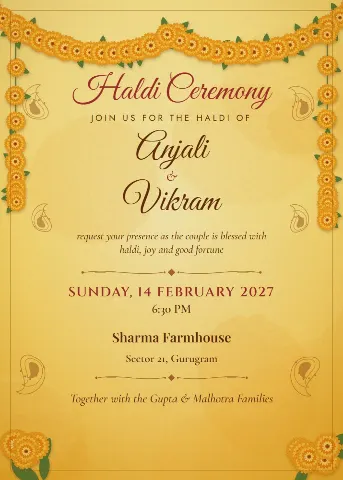 Haldi Ceremony
JOIN US FOR THE HALDI OF
Anjali
&
Vikram
request your presence as the couple is blessed with
haldi, joy and good fortune
SUNDAY, 14 FEBRUARY 2027
6:30 PM
Sharma Farmhouse
Sector 21, Gurugram
Together with the Gupta & Malhotra Families